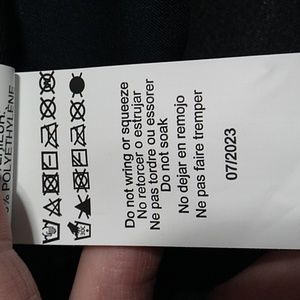 % POLYETHYLENE
Do not wring or squeeze
No retorcer o estrujar
Ne pas tordre ou essorer
Do not soak
No dejar en remojo
Ne pas faire tremper
07/2023